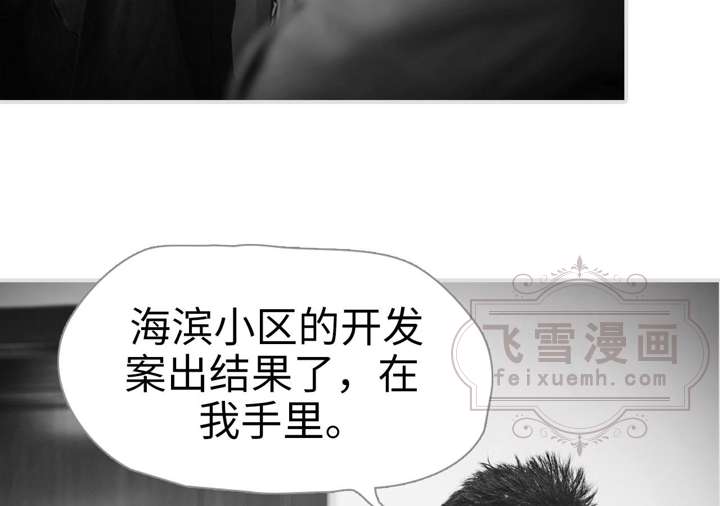 海滨小区的开发
案出结果了，在
我手里。
飞雪漫画
feixuemh.com